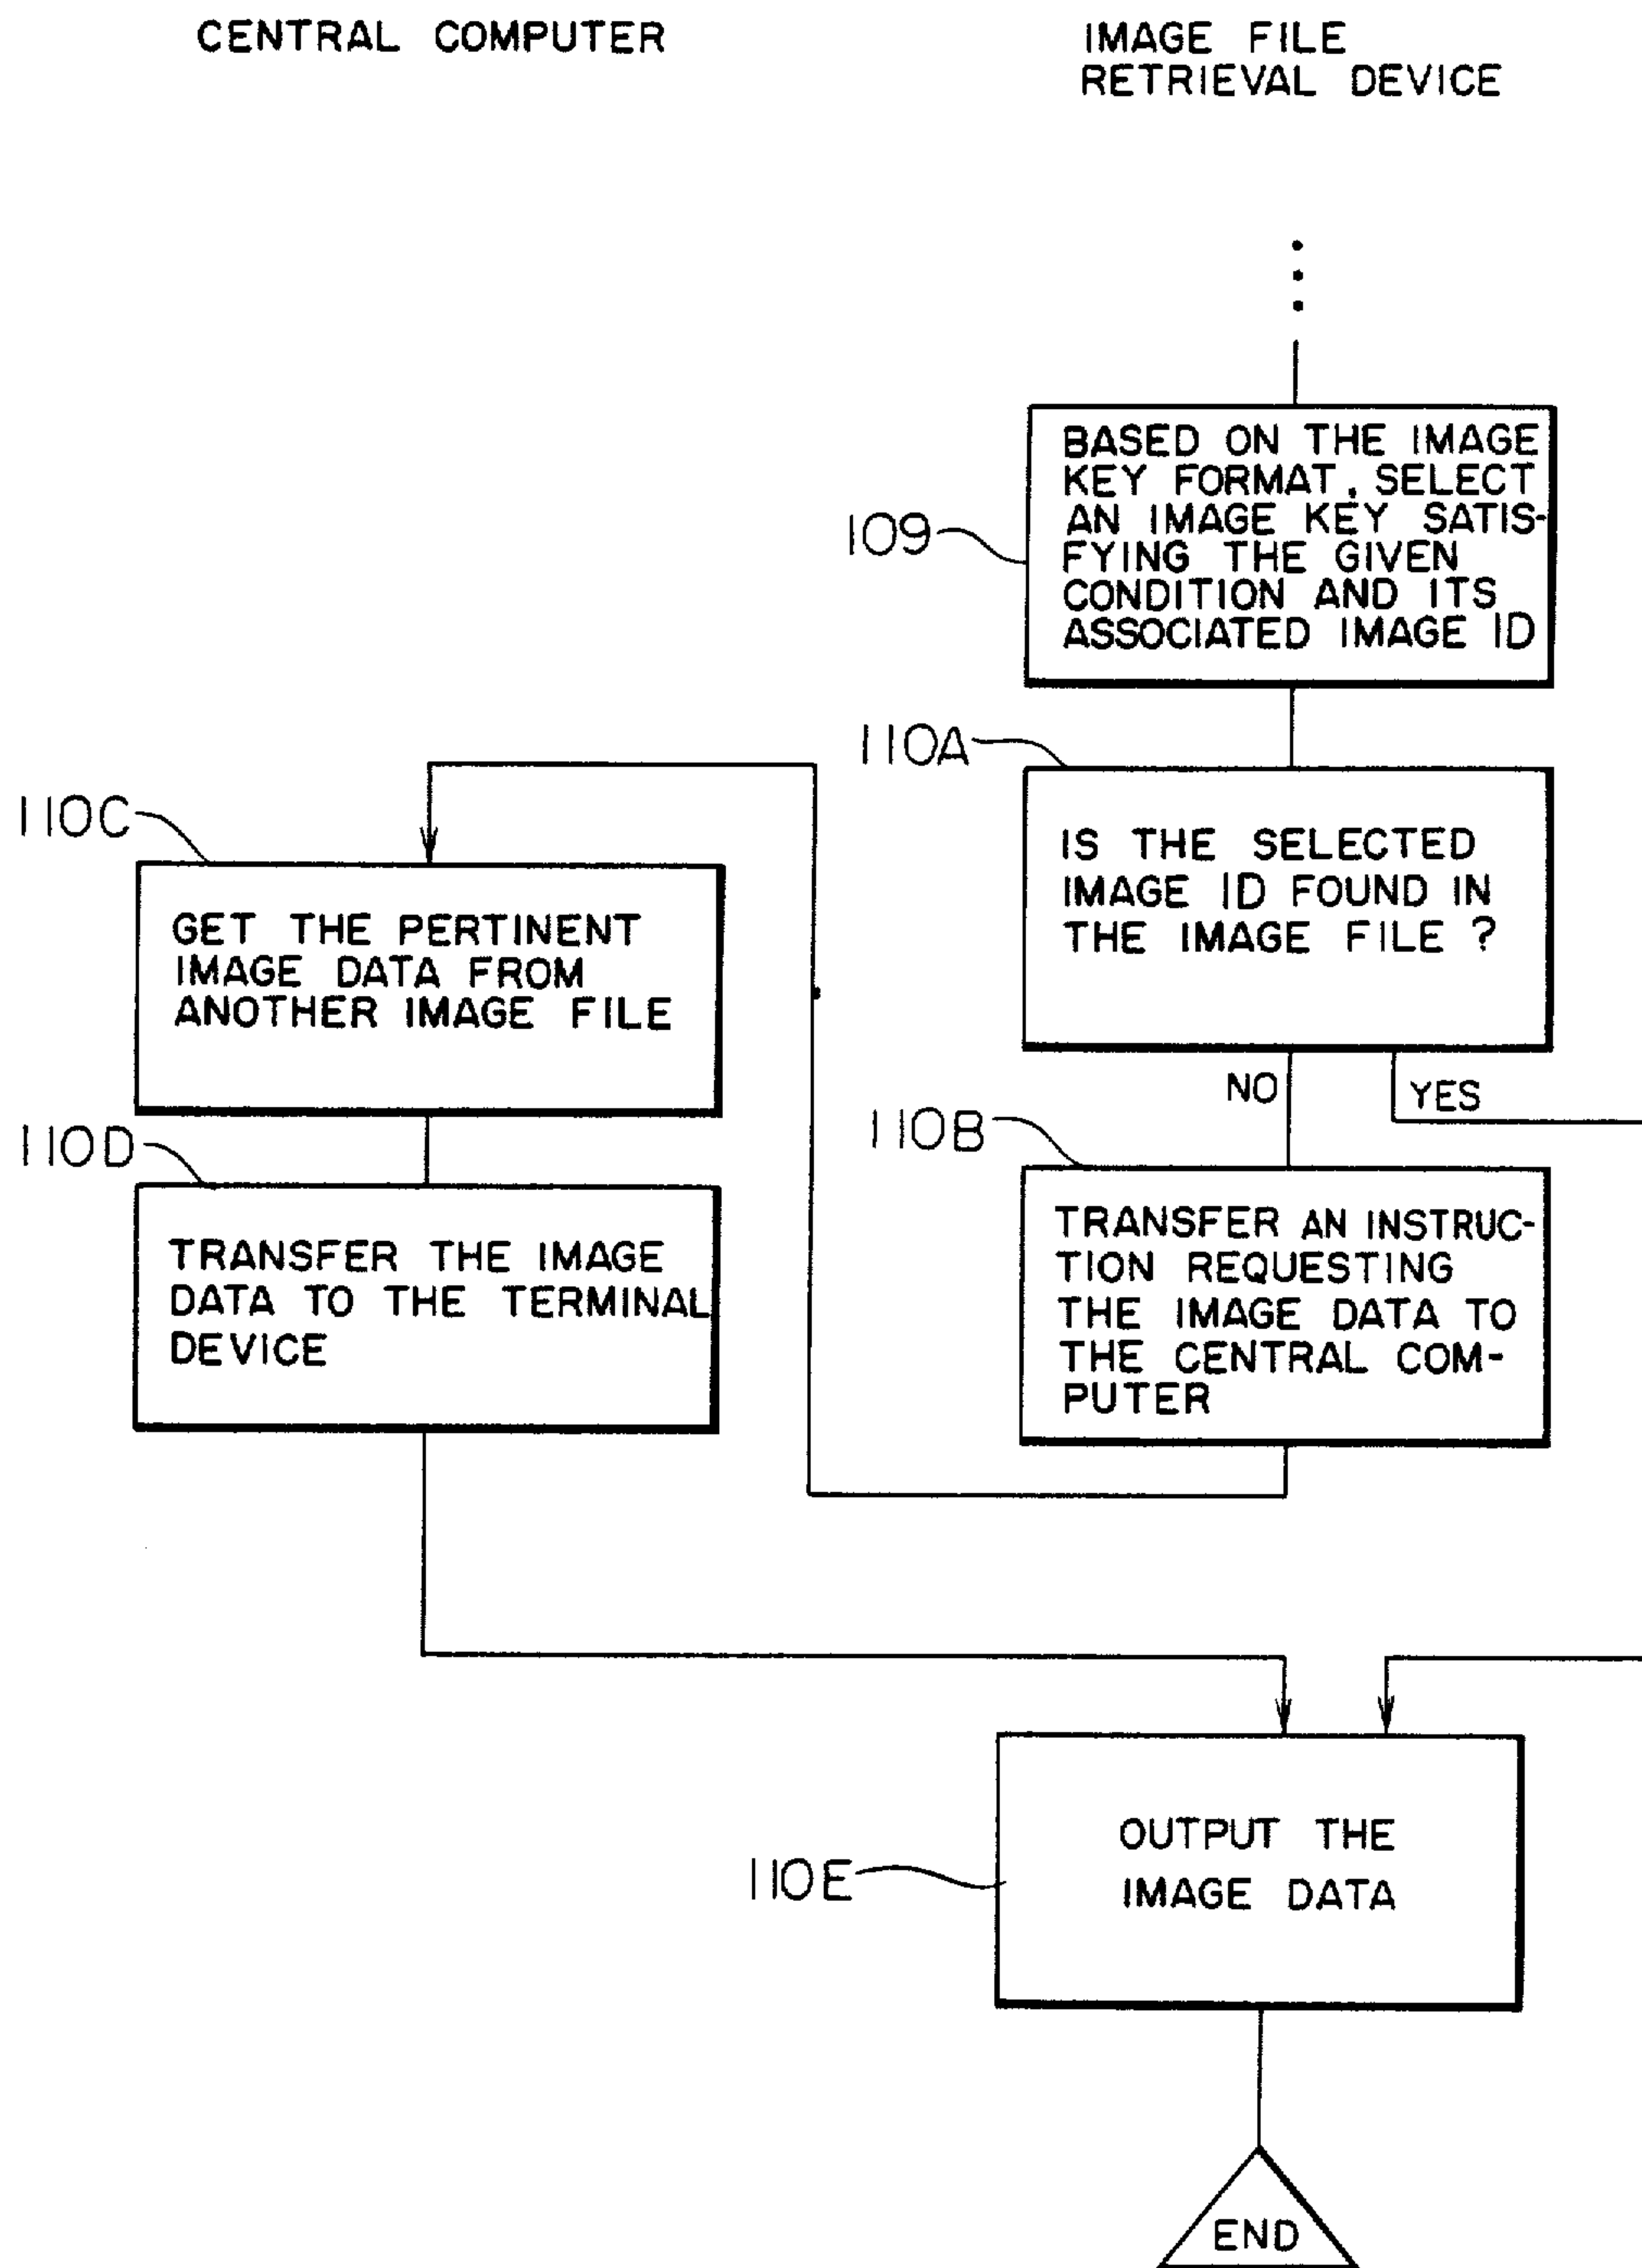 CENTRAL COMPUTER
IMAGE FILE
RETRIEVAL DEVICE
109
BASED ON THE IMAGE
KEY FORMAT, SELECT
AN IMAGE KEY SATIS-
FYING THE GIVEN
CONDITION AND ITS
ASSOCIATED IMAGE ID
110A
IS THE SELECTED
IMAGE ID FOUND IN
THE IMAGE FILE ?
NO
YES
110B
TRANSFER AN INSTRUC-
TION REQUESTING
THE IMAGE DATA TO
THE CENTRAL COM-
PUTER
110C
GET THE PERTINENT
IMAGE DATA FROM
ANOTHER IMAGE FILE
110D
TRANSFER THE IMAGE
DATA TO THE TERMINAL
DEVICE
110E
OUTPUT THE
IMAGE DATA
END